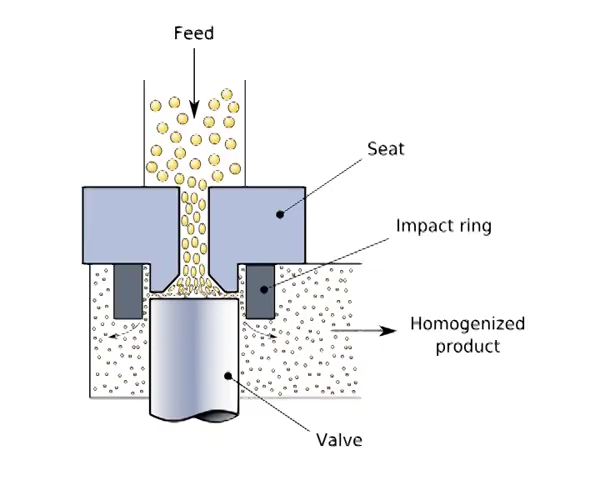 Feed
Seat
Impact ring
Homogenized
product
Valve